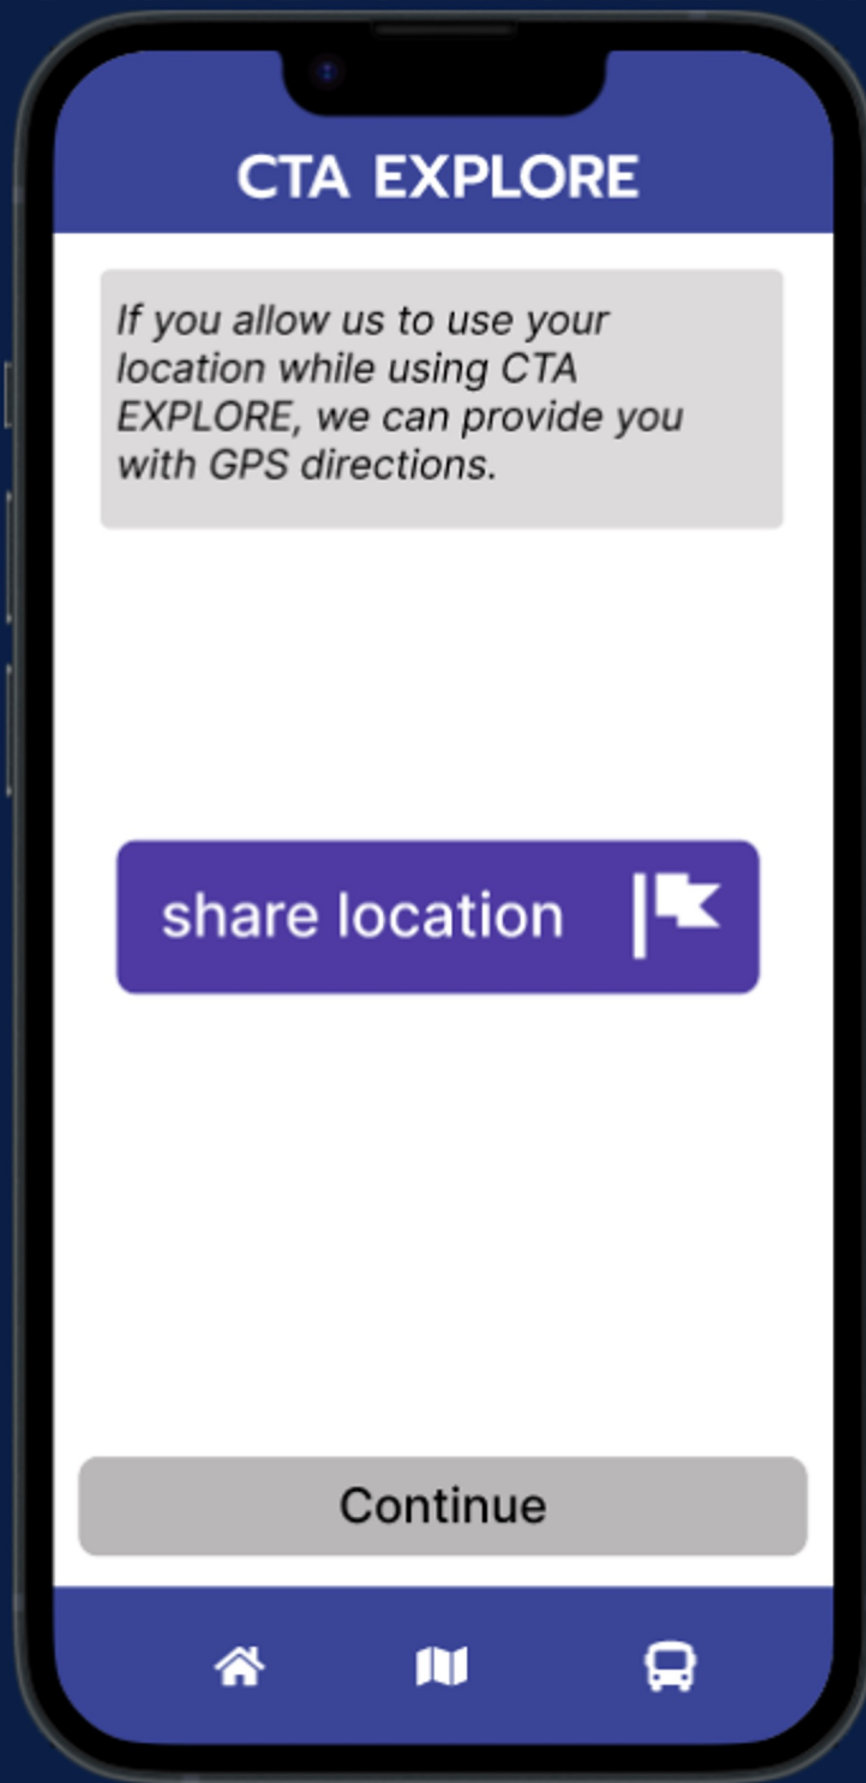 CTA EXPLORE
If you allow us to use your
location while using CTA
EXPLORE, we can provide you
with GPS directions.
share location
Continue